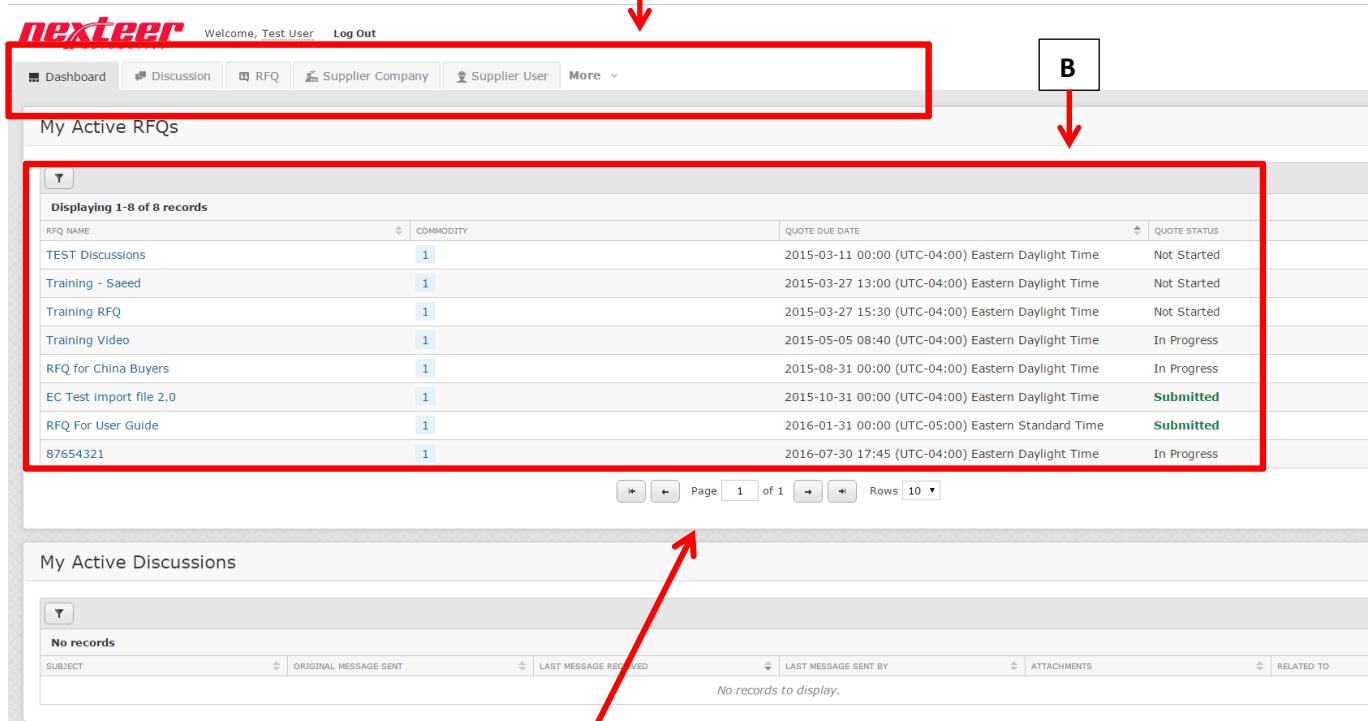 nexteer Welcome, Test User Log Out
AUTOMOTIVE
Dashboard Discussion RFQ Supplier Company Supplier User More
B
My Active RFQs
Displaying 1-8 of 8 records
RFQ NAME COMMODITY QUOTE DUE DATE QUOTE STATUS
TEST Discussions 1 2015-03-11 00:00 (UTC-04:00) Eastern Daylight Time Not Started
Training - Saeed 1 2015-03-27 13:00 (UTC-04:00) Eastern Daylight Time Not Started
Training RFQ 1 2015-03-27 15:30 (UTC-04:00) Eastern Daylight Time Not Started
Training Video 1 2015-05-05 08:40 (UTC-04:00) Eastern Daylight Time In Progress
RFQ for China Buyers 1 2015-08-31 00:00 (UTC-04:00) Eastern Daylight Time In Progress
EC Test import file 2.0 1 2015-10-31 00:00 (UTC-04:00) Eastern Daylight Time Submitted
RFQ For User Guide 1 2016-01-31 00:00 (UTC-05:00) Eastern Standard Time Submitted
87654321 1 2016-07-30 17:45 (UTC-04:00) Eastern Daylight Time In Progress
Page 1 of 1 Rows 10
My Active Discussions
No records
SUBJECT ORIGINAL MESSAGE SENT LAST MESSAGE RECEIVED LAST MESSAGE SENT BY ATTACHMENTS RELATED TO
No records to display.